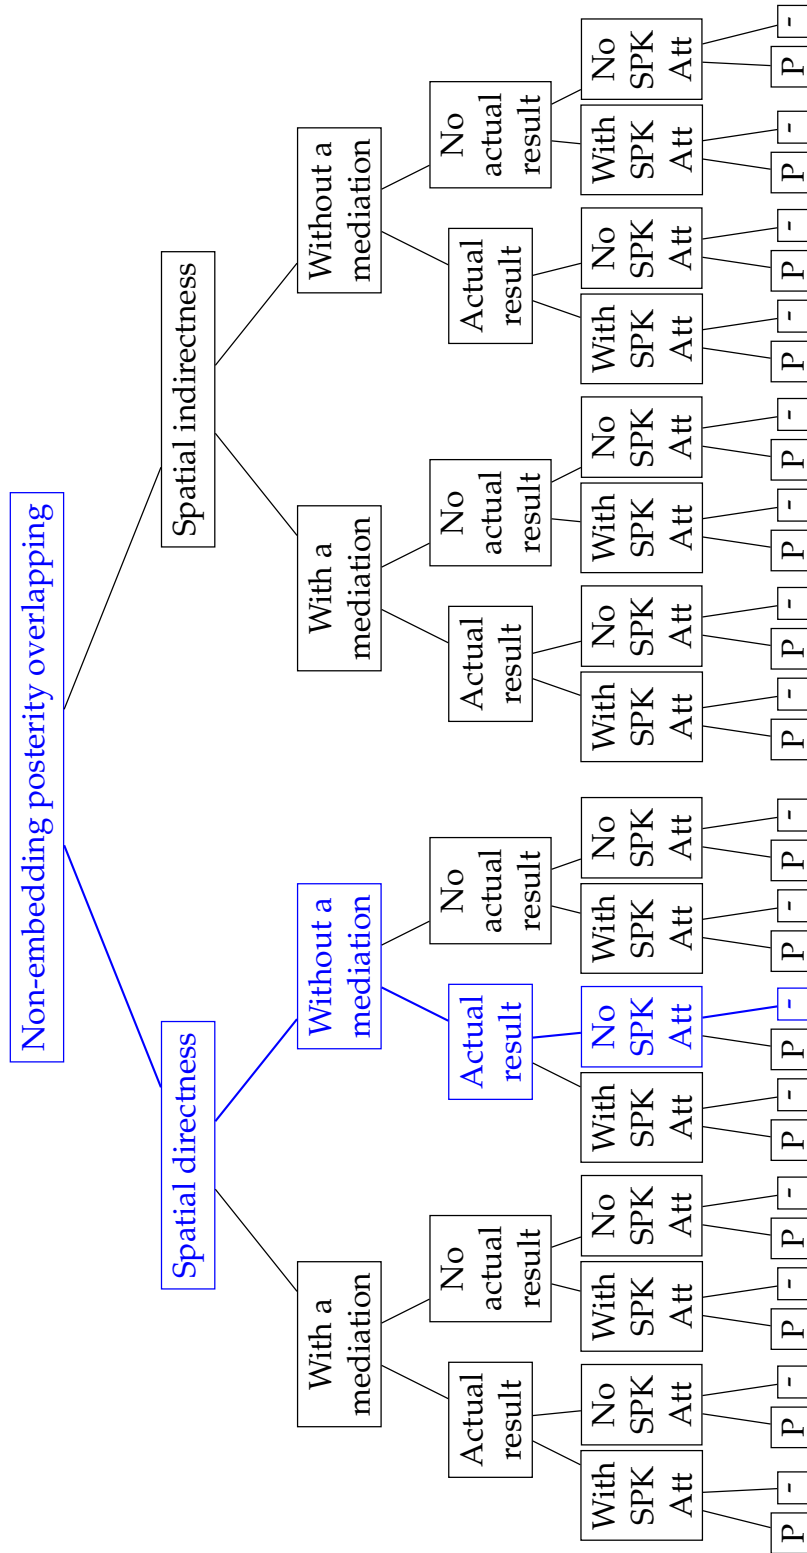 Non-embedding posterity overlapping
Spatial directness
Spatial indirectness
With a
mediation
Without a
mediation
With a
mediation
Without a
mediation
Actual
result
No
actual
result
Actual
result
No
actual
result
Actual
result
No
actual
result
Actual
result
No
actual
result
With
SPK
Att
No
SPK
Att
With
SPK
Att
No
SPK
Att
With
SPK
Att
No
SPK
Att
With
SPK
Att
No
SPK
Att
With
SPK
Att
No
SPK
Att
With
SPK
Att
No
SPK
Att
With
SPK
Att
No
SPK
Att
With
SPK
Att
No
SPK
Att
P - P - P - P - P - P - P - P - P - P - P - P - P - P - P - P -